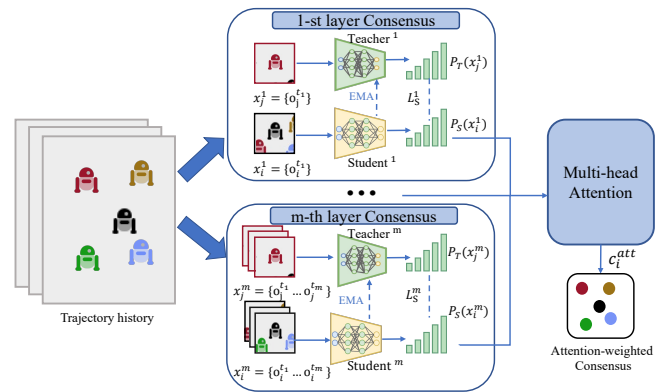 1-st layer Consensus
Teacher ¹
P_T(x_j^1)
x_j^1 = {o_j^{t_1}}
EMA
L_S^1
P_S(x_i^1)
Student ¹
x_i^1 = {o_i^{t_1}}
•••
Multi-head
Attention
m-th layer Consensus
Teacher ᵐ
P_T(x_j^m)
x_j^m = {o_j^{t_1} … o_j^{t_m}}
EMA
L_S^m
P_S(x_i^m)
Student ᵐ
x_i^m = {o_i^{t_1} … o_i^{t_m}}
c_i^{att}
Trajectory history
Attention-weighted
Consensus